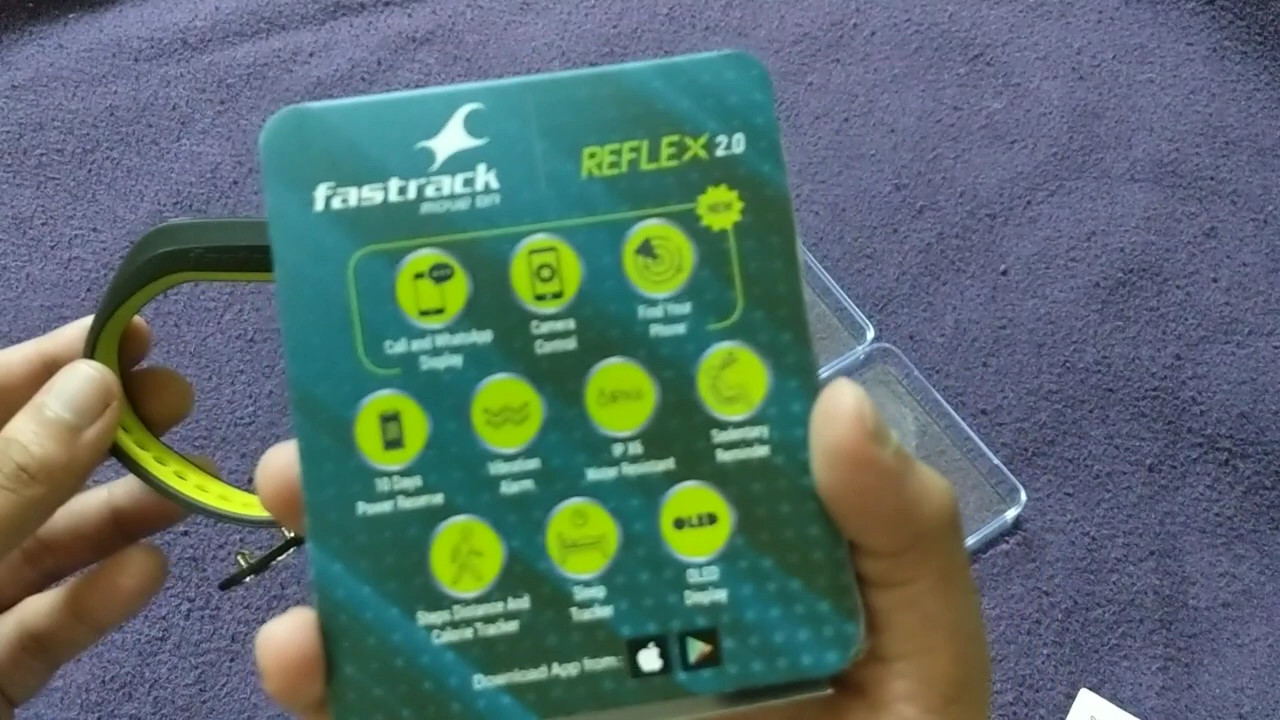 fastrack
move on
REFLEX 2.0
NEW
Call and WhatsApp
Display
Camera
Control
Find Your
Phone
10 Days
Power Reserve
Vibration
Alarm
IP X6
Water Resistant
Sedentary
Reminder
Steps Distance And
Calorie Tracker
Sleep
Tracker
OLED
OLED
Display
Download App from: